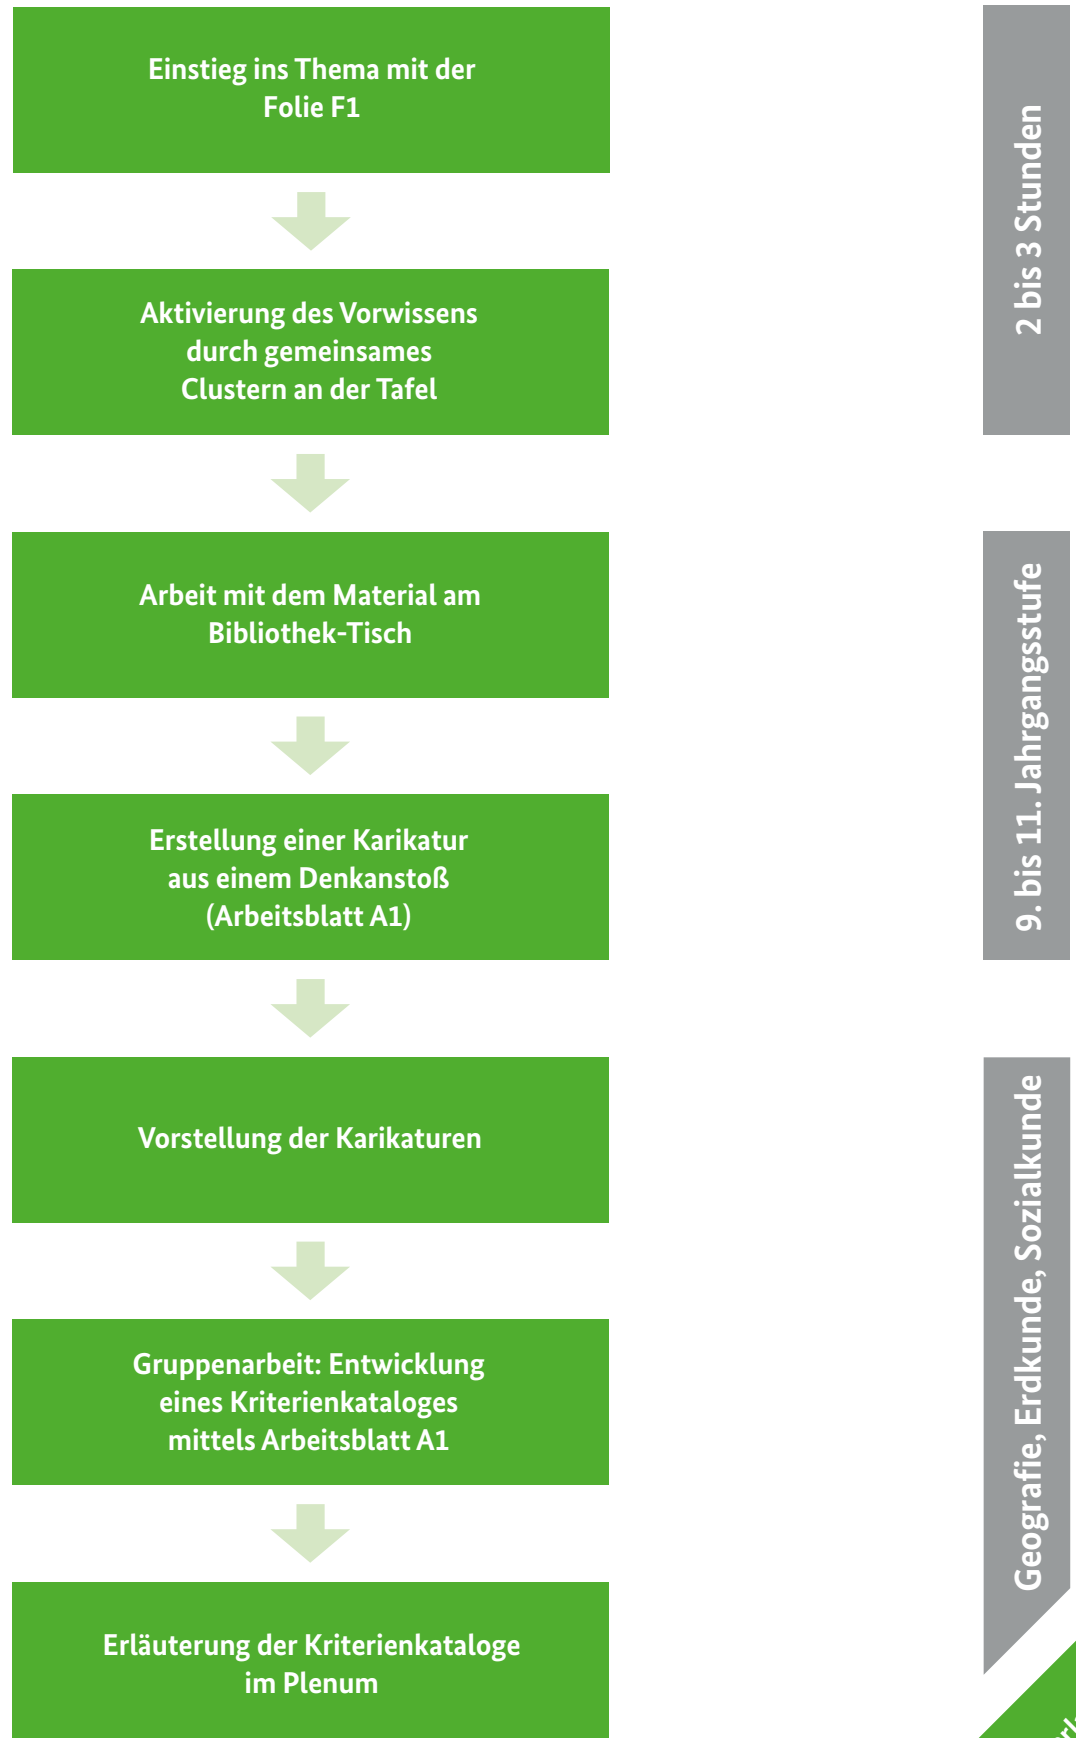 Einstieg ins Thema mit der
Folie F1
Aktivierung des Vorwissens
durch gemeinsames
Clustern an der Tafel
Arbeit mit dem Material am
Bibliothek-Tisch
Erstellung einer Karikatur
aus einem Denkanstoß
(Arbeitsblatt A1)
Vorstellung der Karikaturen
Gruppenarbeit: Entwicklung
eines Kriterienkataloges
mittels Arbeitsblatt A1
Erläuterung der Kriterienkataloge
im Plenum
2 bis 3 Stunden
9. bis 11. Jahrgangsstufe
Geografie, Erdkunde, Sozialkunde